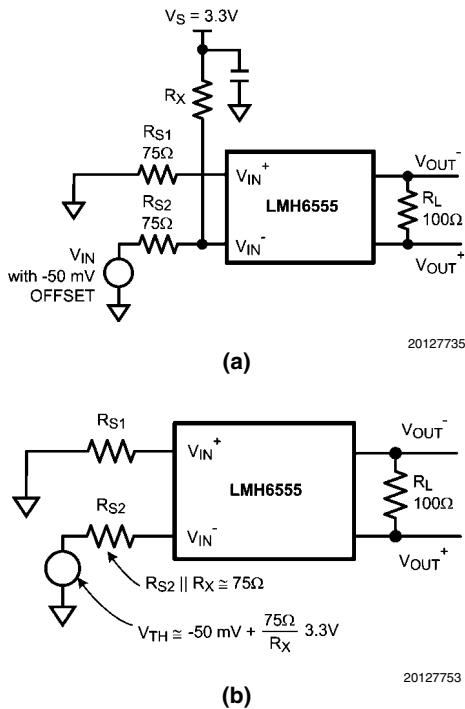 V_S = 3.3V
R_X
R_S1
75Ω
R_S2
75Ω
V_IN
with -50 mV
OFFSET
V_IN^+
LMH6555
V_IN^-
V_OUT^-
R_L
100Ω
V_OUT^+
20127735
(a)
R_S1
V_IN^+
V_OUT^-
LMH6555
R_L
100Ω
R_S2
V_IN^-
V_OUT^+
R_S2 || R_X ≅ 75Ω
V_TH ≅ -50 mV + 75Ω/R_X 3.3V
20127753
(b)